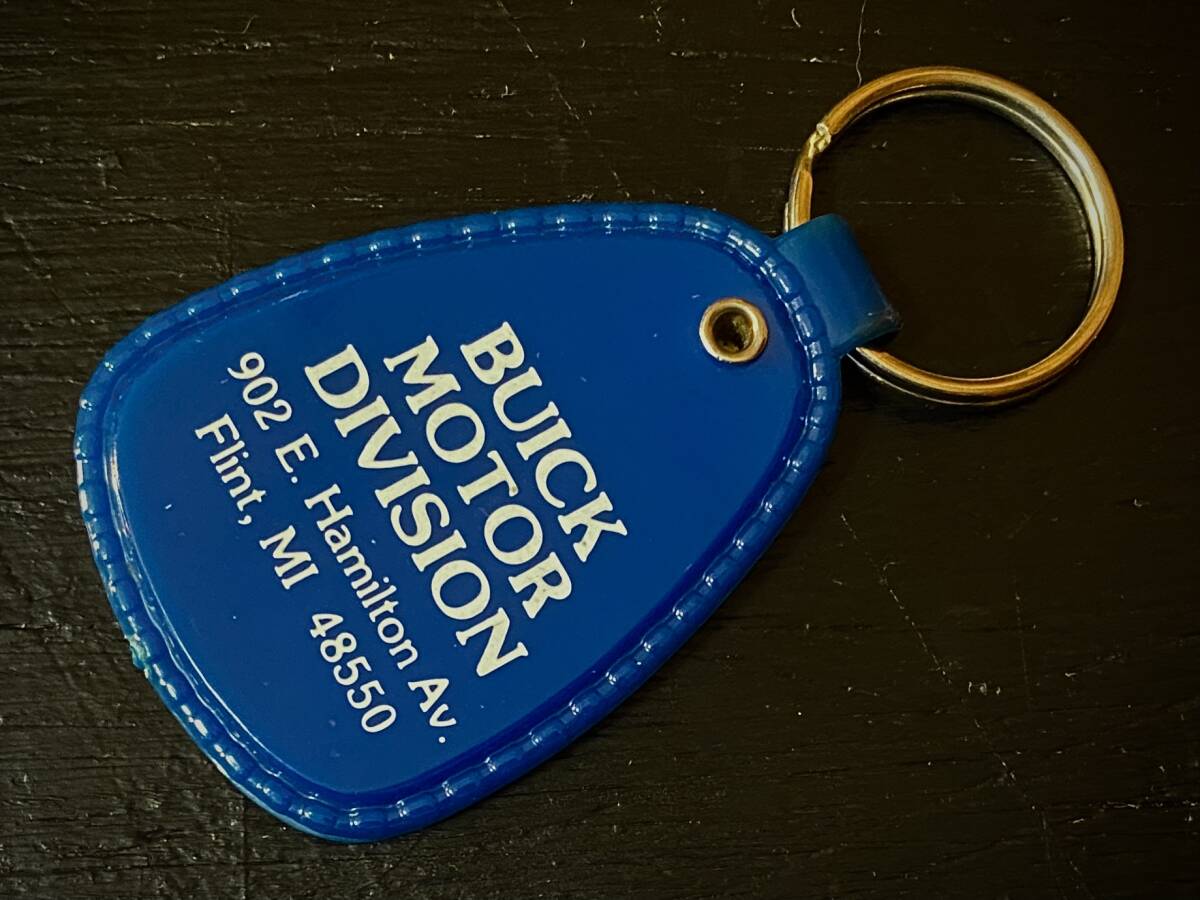 BUICK
MOTOR
DIVISION
902 E. Hamilton Av.
Flint, MI 48550